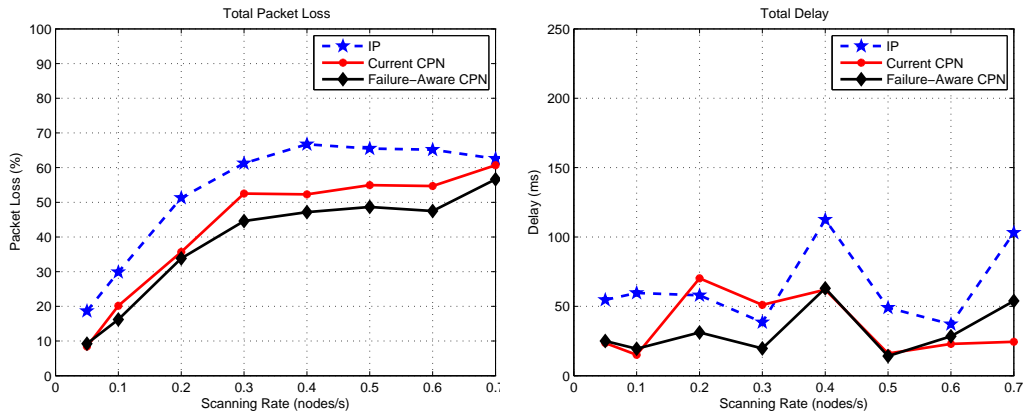 Total Packet Loss
100
90
80
70
60
50
40
30
20
10
0
0
0.1
0.2
0.3
0.4
0.5
0.6
0.7
Packet Loss (%)
Scanning Rate (nodes/s)
IP
Current CPN
Failure−Aware CPN
Total Delay
250
200
150
100
50
0
0
0.1
0.2
0.3
0.4
0.5
0.6
0.7
Delay (ms)
Scanning Rate (nodes/s)
IP
Current CPN
Failure−Aware CPN